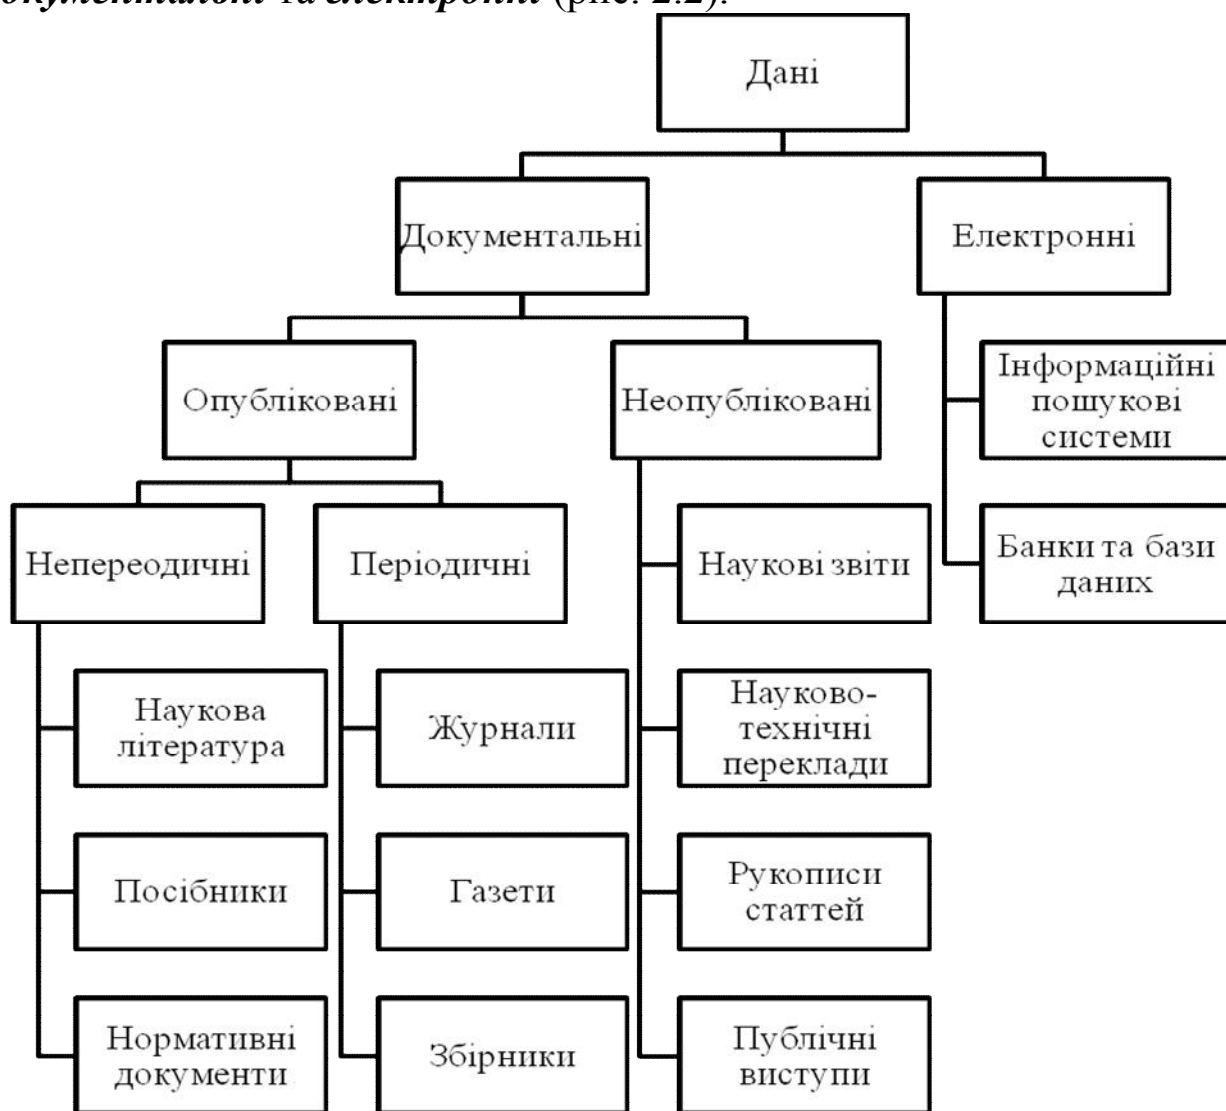 документальні та електронні (рис. 2.2).
Дані
Документальні
Електронні
Опубліковані
Неопубліковані
Інформаційні
пошукові
системи
Непереодичні
Періодичні
Наукові звіти
Банки та бази
даних
Наукова
література
Журнали
Науково-
технічні
переклади
Посібники
Газети
Рукописи
статтей
Нормативні
документи
Збірники
Публічні
виступи